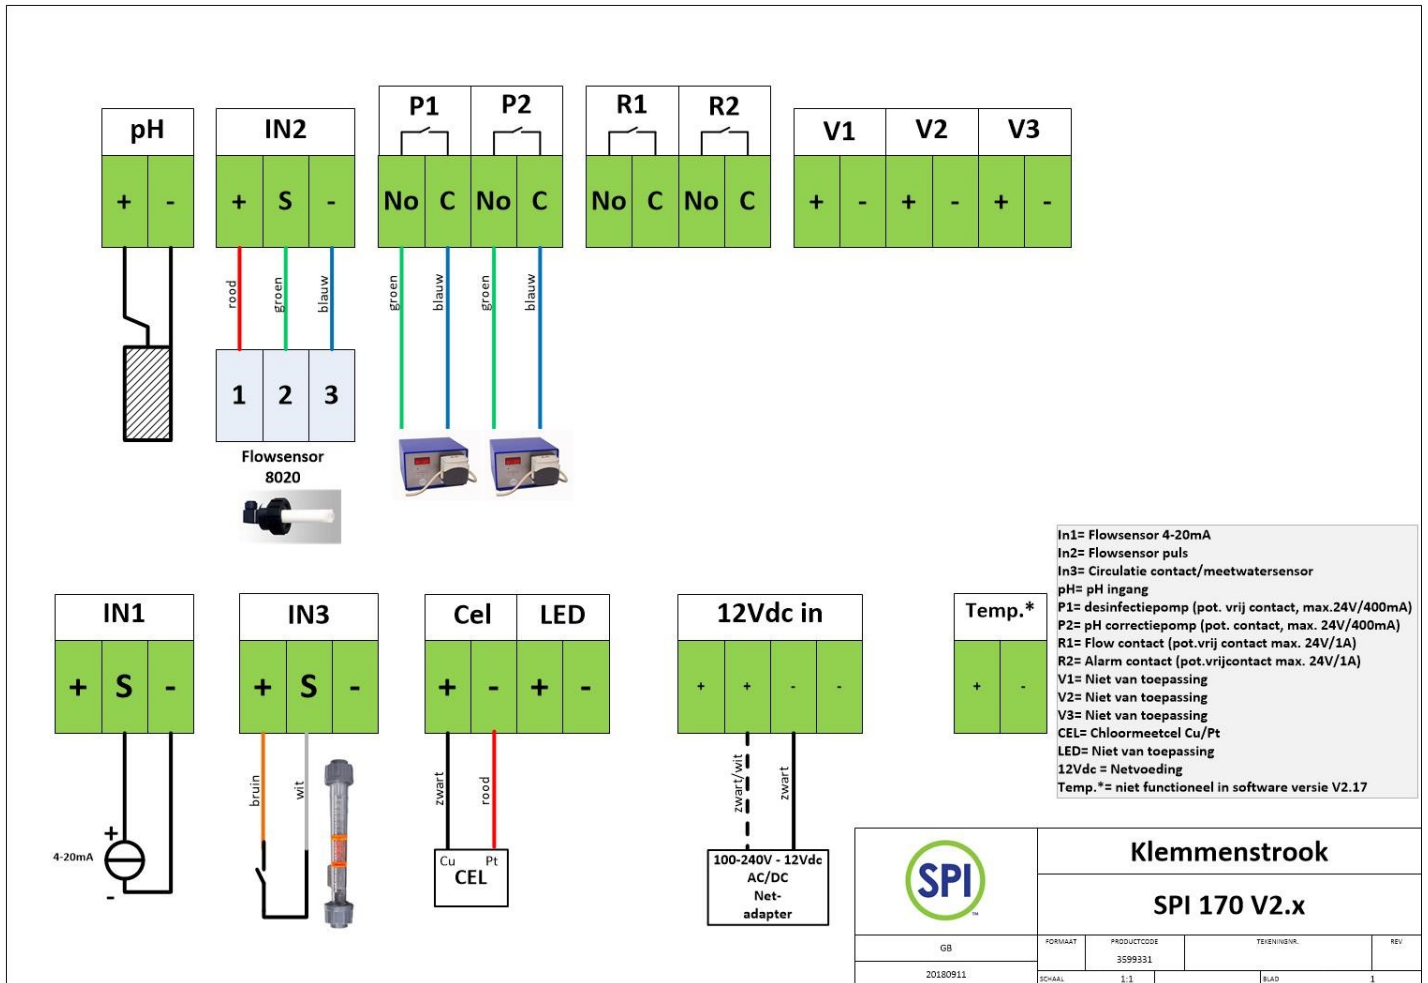 pH
IN2
P1
P2
R1
R2
V1
V2
V3
+ -
+ S -
No C No C
No C No C
+ - + - + -
rood
groen
blauw
groen
blauw
groen
blauw
1 2 3
Flowsensor
8020
IN1
IN3
Cel
LED
12Vdc in
Temp.*
+ S -
+ S -
+ - + -
+ + - -
+ -
bruin
wit
zwart
rood
zwart/wit
zwart
4-20mA
+
-
Cu Pt
CEL
100-240V - 12Vdc
AC/DC
Net-
adapter
In1= Flowsensor 4-20mA
In2= Flowsensor puls
In3= Circulatie contact/meetwatersensor
pH= pH ingang
P1= desinfectiepomp (pot. vrij contact, max.24V/400mA)
P2= pH correctiepomp (pot. contact, max. 24V/400mA)
R1= Flow contact (pot.vrij contact max. 24V/1A)
R2= Alarm contact (pot.vrijcontact max. 24V/1A)
V1= Niet van toepassing
V2= Niet van toepassing
V3= Niet van toepassing
CEL= Chloormeetcel Cu/Pt
LED= Niet van toepassing
12Vdc = Netvoeding
Temp.*= niet functioneel in software versie V2.17
SPI
TM
Klemmenstrook
SPI 170 V2.x
GB
20180911
FORMAAT
PRODUCTCODE
3599331
TEKENINGNR.
REV
SCHAAL 1:1
BLAD 1